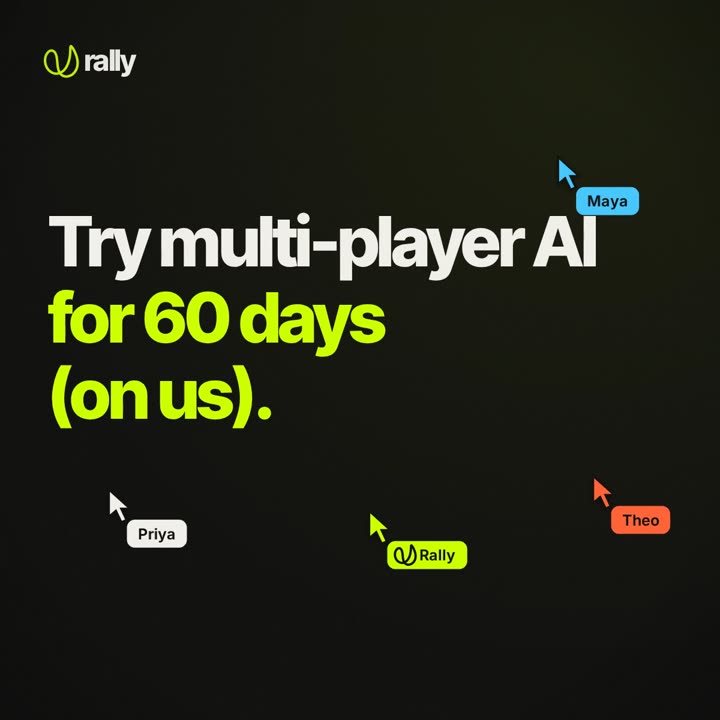 rally
Maya
Try multi-player AI
for 60 days
(on us).
Priya
Rally
Theo